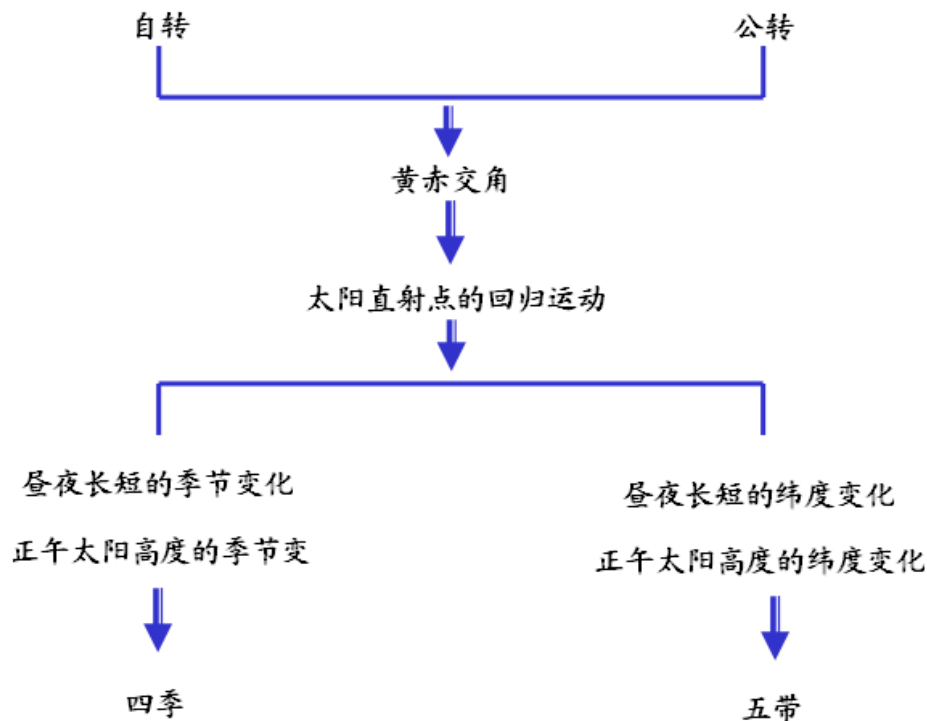 自转
公转
黄赤交角
太阳直射点的回归运动
昼夜长短的季节变化
正午太阳高度的季节变
昼夜长短的纬度变化
正午太阳高度的纬度变化
四季
五带